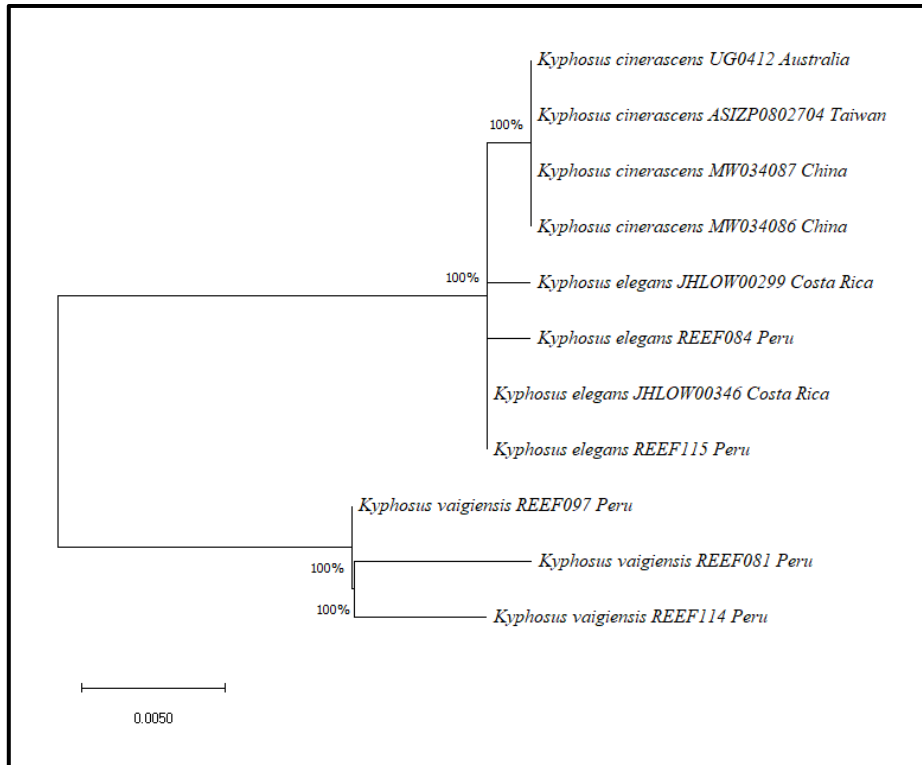 Kyphosus cinerascens UG0412 Australia
Kyphosus cinerascens ASIZP0802704 Taiwan
100%
Kyphosus cinerascens MW034087 China
Kyphosus cinerascens MW034086 China
100%
Kyphosus elegans JHLOW00299 Costa Rica
Kyphosus elegans REEF084 Peru
Kyphosus elegans JHLOW00346 Costa Rica
Kyphosus elegans REEF115 Peru
Kyphosus vaigiensis REEF097 Peru
100%
Kyphosus vaigiensis REEF081 Peru
100%
Kyphosus vaigiensis REEF114 Peru
0.0050